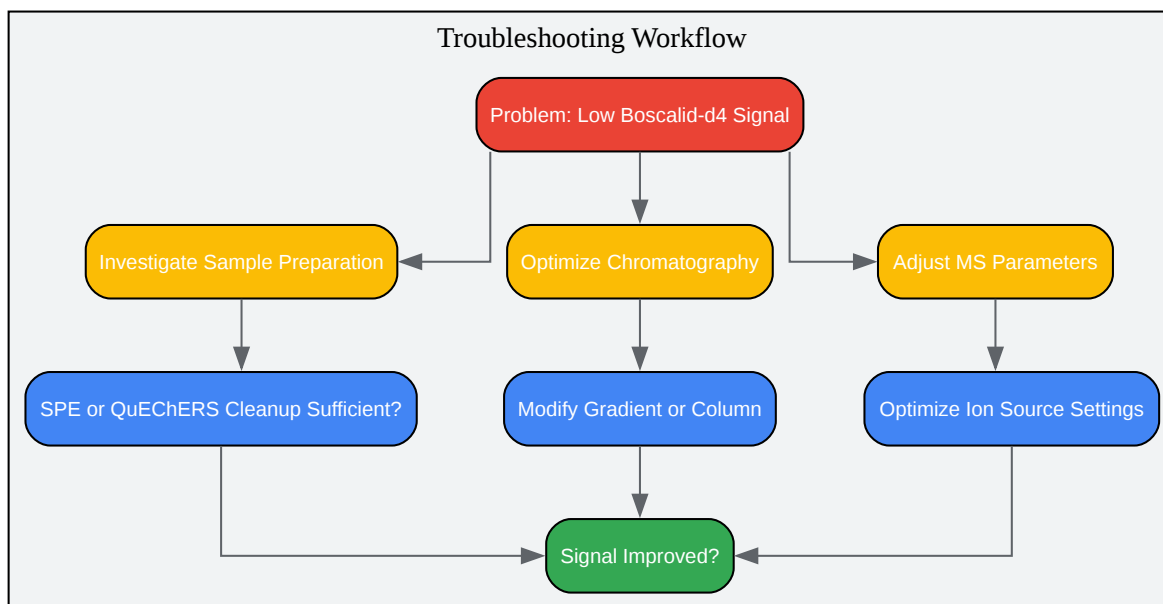 Troubleshooting Workflow
Problem: Low Boscalid-d4 Signal
Investigate Sample Preparation
Optimize Chromatography
Adjust MS Parameters
SPE or QuEChERS Cleanup Sufficient?
Modify Gradient or Column
Optimize Ion Source Settings
Signal Improved?